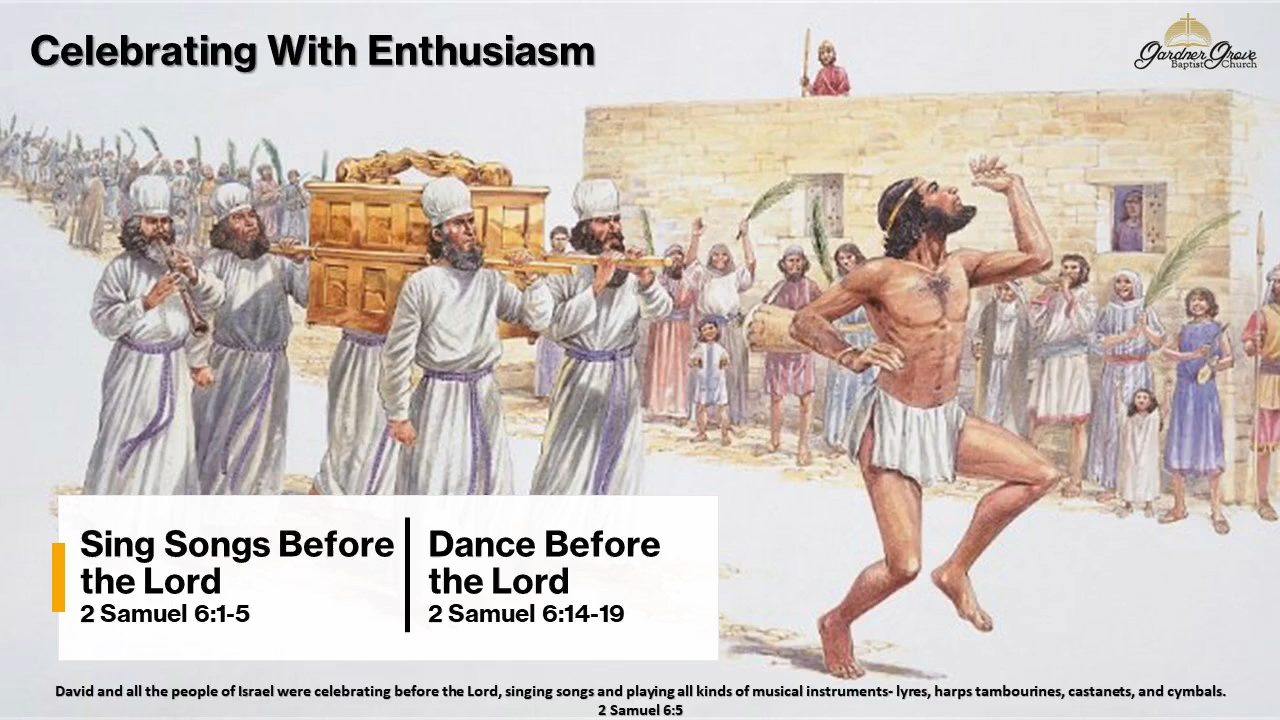 Celebrating With Enthusiasm
Gardner Grove
Baptist Church
Sing Songs Before
the Lord
2 Samuel 6:1-5
Dance Before
the Lord
2 Samuel 6:14-19
David and all the people of Israel were celebrating before the Lord, singing songs and playing all kinds of musical instruments- lyres, harps tambourines, castanets, and cymbals.
2 Samuel 6:5